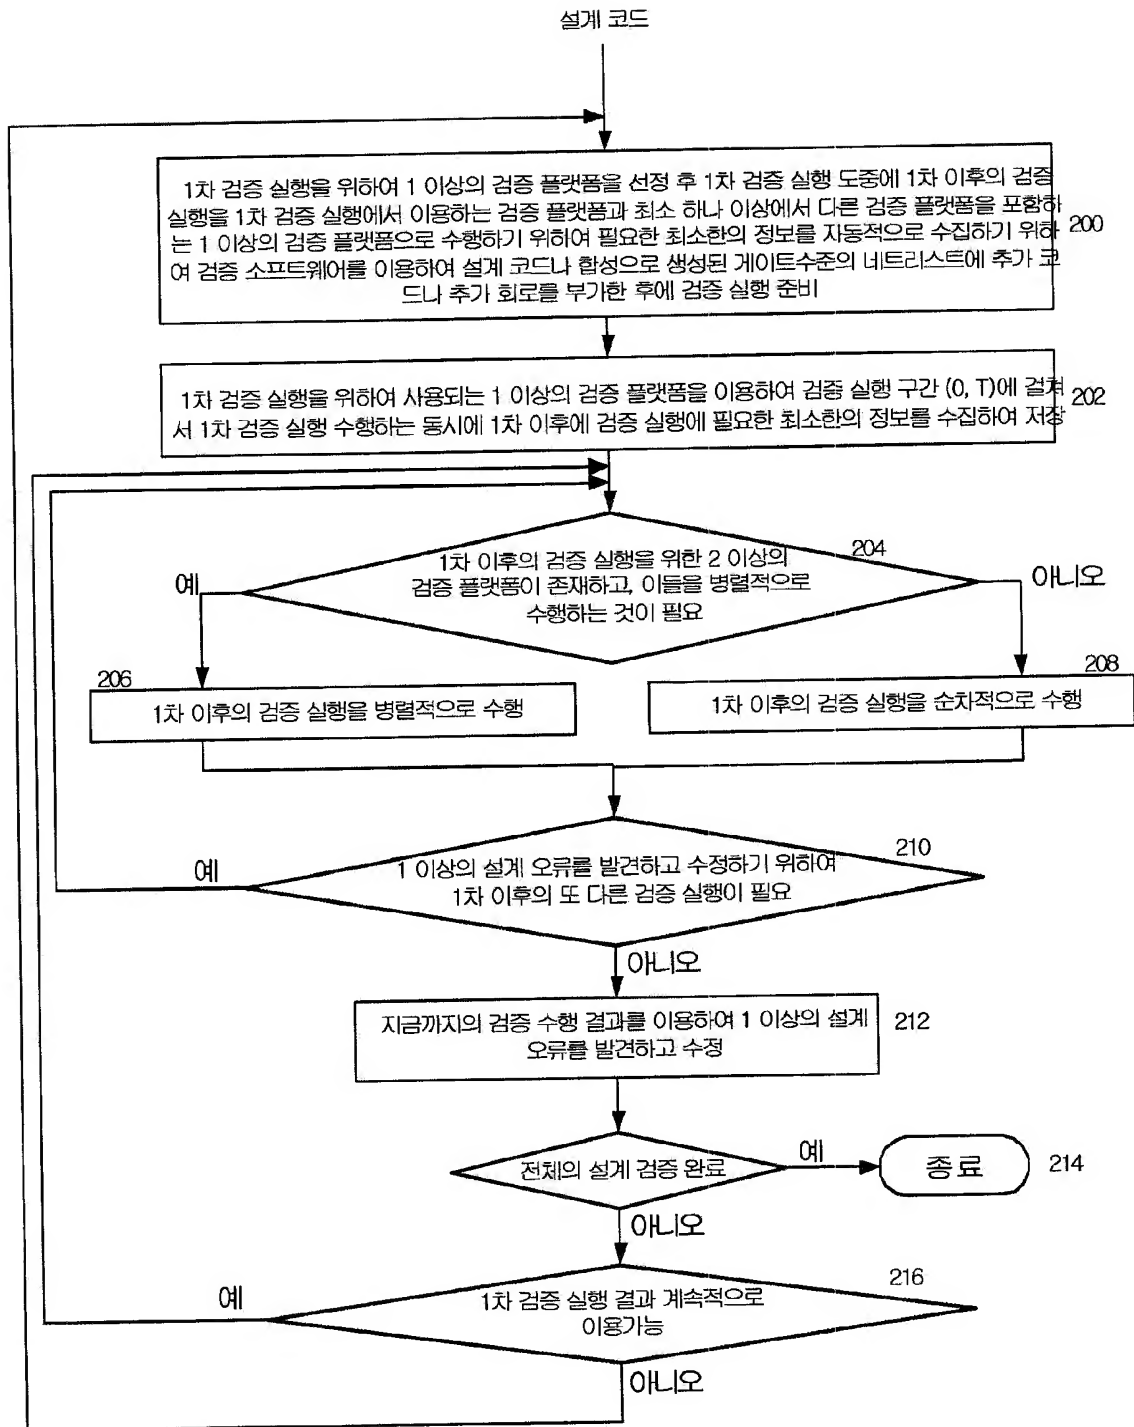 설계 코드
1차 검증 실행을 위하여 1 이상의 검증 플랫폼을 선정 후 1차 검증 실행 도중에 1차 이후의 검증
실행을 1차 검증 실행에서 이용하는 검증 플랫폼과 최소 하나 이상에서 다른 검증 플랫폼을 포함하
는 1 이상의 검증 플랫폼으로 수행하기 위하여 필요한 최소한의 정보를 자동적으로 수집하기 위하
여 검증 소프트웨어를 이용하여 설계 코드나 합성으로 생성된 게이트수준의 네트리스트에 추가 코
드나 추가 회로를 부가한 후에 검증 실행 준비
200
1차 검증 실행을 위하여 사용되는 1 이상의 검증 플랫폼을 이용하여 검증 실행 구간 (0, T)에 걸쳐
서 1차 검증 실행 수행하는 동시에 1차 이후에 검증 실행에 필요한 최소한의 정보를 수집하여 저장
202
204
1차 이후의 검증 실행을 위한 2 이상의
검증 플랫폼이 존재하고, 이들을 병렬적으로
수행하는 것이 필요
예
아니오
206
1차 이후의 검증 실행을 병렬적으로 수행
208
1차 이후의 검증 실행을 순차적으로 수행
210
1 이상의 설계 오류를 발견하고 수정하기 위하여
1차 이후의 또 다른 검증 실행이 필요
예
아니오
지금까지의 검증 수행 결과를 이용하여 1 이상의 설계
오류를 발견하고 수정
212
전체의 설계 검증 완료
예
종료
214
아니오
216
1차 검증 실행 결과 계속적으로
이용가능
예
아니오